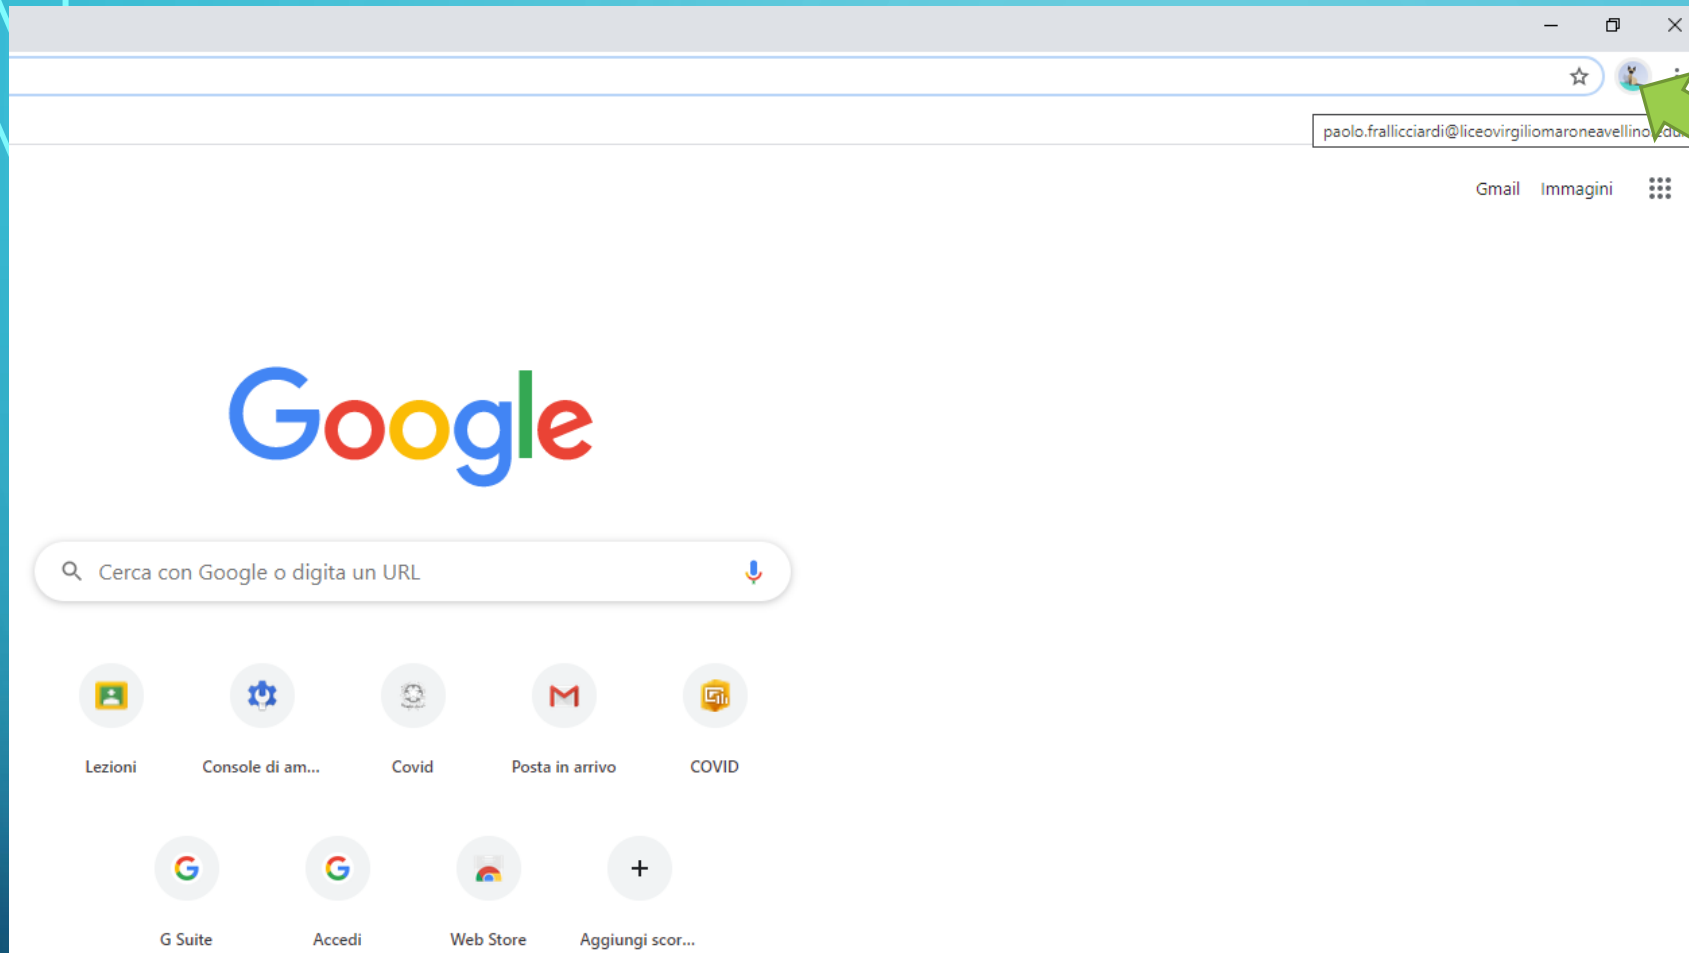 paolo.frallicciardi@liceovirgiliomaroneavellino.edu.
Gmail Immagini
Google
Cerca con Google o digita un URL
Lezioni Console di am... Covid Posta in arrivo COVID
G Suite Accedi Web Store Aggiungi scor...